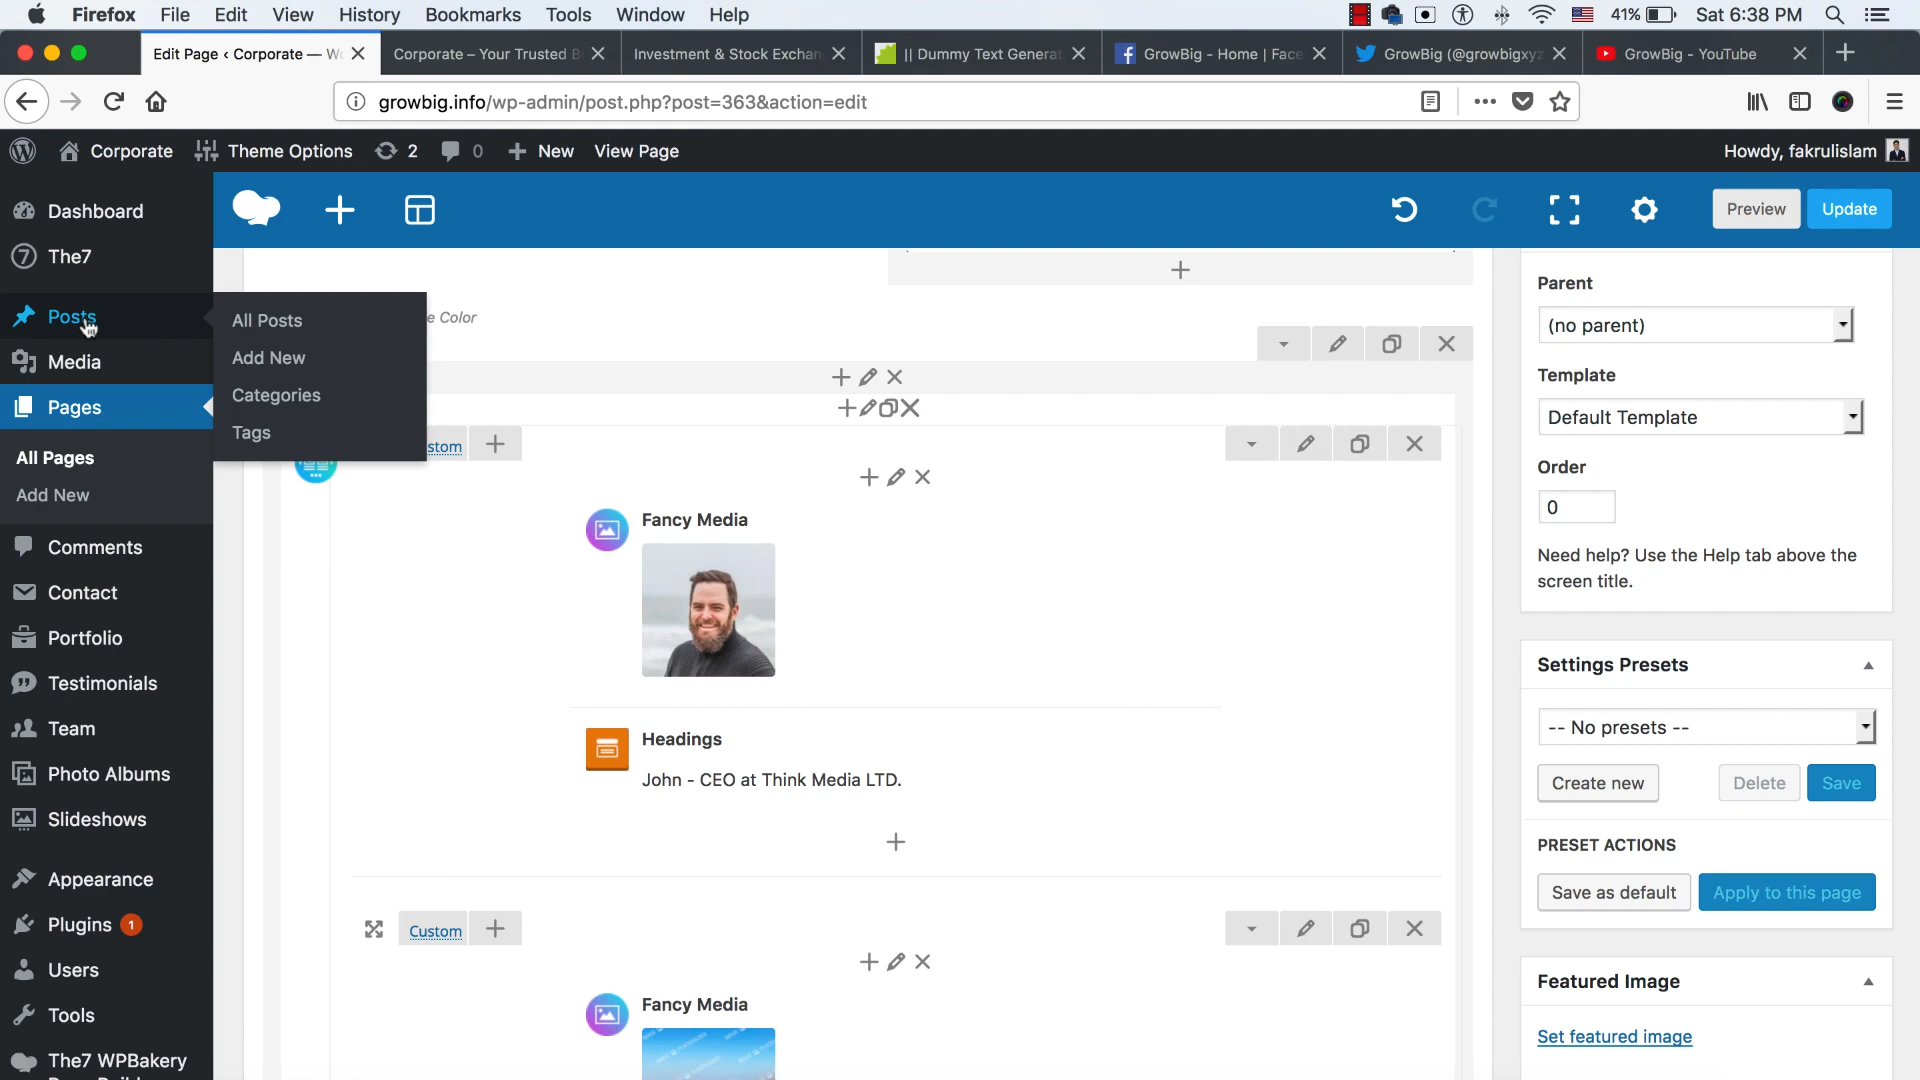 Firefox File Edit View History Bookmarks Tools Window Help 41% Sat 6:38 PM
Edit Page ‹ Corporate — W Corporate – Your Trusted B Investment & Stock Exchan || Dummy Text Generat GrowBig - Home | Face GrowBig (@growbigxyz GrowBig - YouTube
growbig.info/wp-admin/post.php?post=363&action=edit
Corporate Theme Options 2 0 New View Page Howdy, fakrulislam
Preview Update
Dashboard
The7
Posts
Media
Pages
All Pages
Add New
Comments
Contact
Portfolio
Testimonials
Team
Photo Albums
Slideshows
Appearance
Plugins 1
Users
Tools
The7 WPBakery
All Posts
Add New
Categories
Tags
e Color
stom
Fancy Media
Headings
John - CEO at Think Media LTD.
Custom
Fancy Media
Parent
(no parent)
Template
Default Template
Order
0
Need help? Use the Help tab above the
screen title.
Settings Presets
-- No presets --
Create new Delete Save
PRESET ACTIONS
Save as default Apply to this page
Featured Image
Set featured image